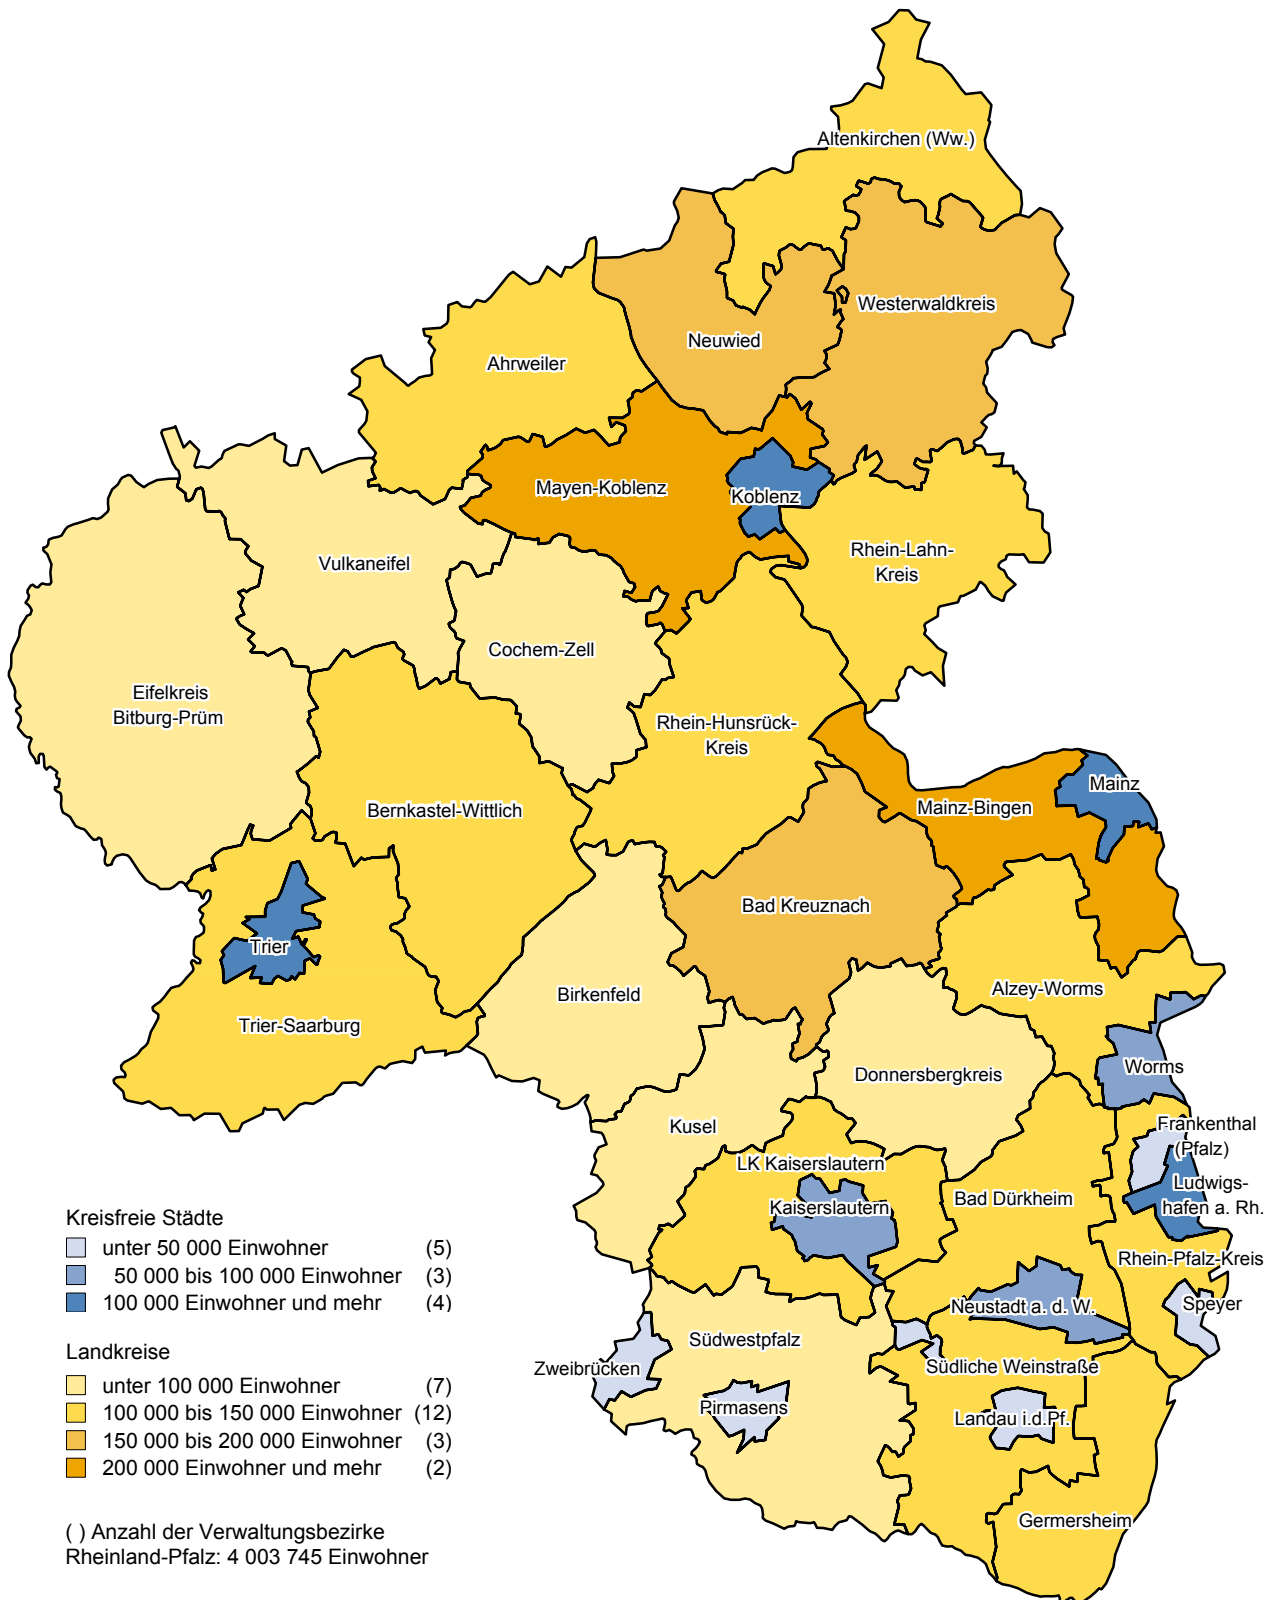 Altenkirchen (Ww.)
Westerwaldkreis
Neuwied
Ahrweiler
Mayen-Koblenz
Koblenz
Rhein-Lahn-
Kreis
Vulkaneifel
Cochem-Zell
Eifelkreis
Bitburg-Prüm
Rhein-Hunsrück-
Kreis
Mainz
Mainz-Bingen
Bernkastel-Wittlich
Bad Kreuznach
Trier
Alzey-Worms
Birkenfeld
Trier-Saarburg
Worms
Donnersbergkreis
Kusel
Frankenthal
(Pfalz)
LK Kaiserslautern
Ludwigs-
hafen a. Rh.
Bad Dürkheim
Kaiserslautern
Rhein-Pfalz-Kreis
Neustadt a. d. W.
Speyer
Südwestpfalz
Zweibrücken
Südliche Weinstraße
Pirmasens
Landau i.d.Pf.
Germersheim
Kreisfreie Städte
unter 50 000 Einwohner (5)
50 000 bis 100 000 Einwohner (3)
100 000 Einwohner und mehr (4)
Landkreise
unter 100 000 Einwohner (7)
100 000 bis 150 000 Einwohner (12)
150 000 bis 200 000 Einwohner (3)
200 000 Einwohner und mehr (2)
( ) Anzahl der Verwaltungsbezirke
Rheinland-Pfalz: 4 003 745 Einwohner